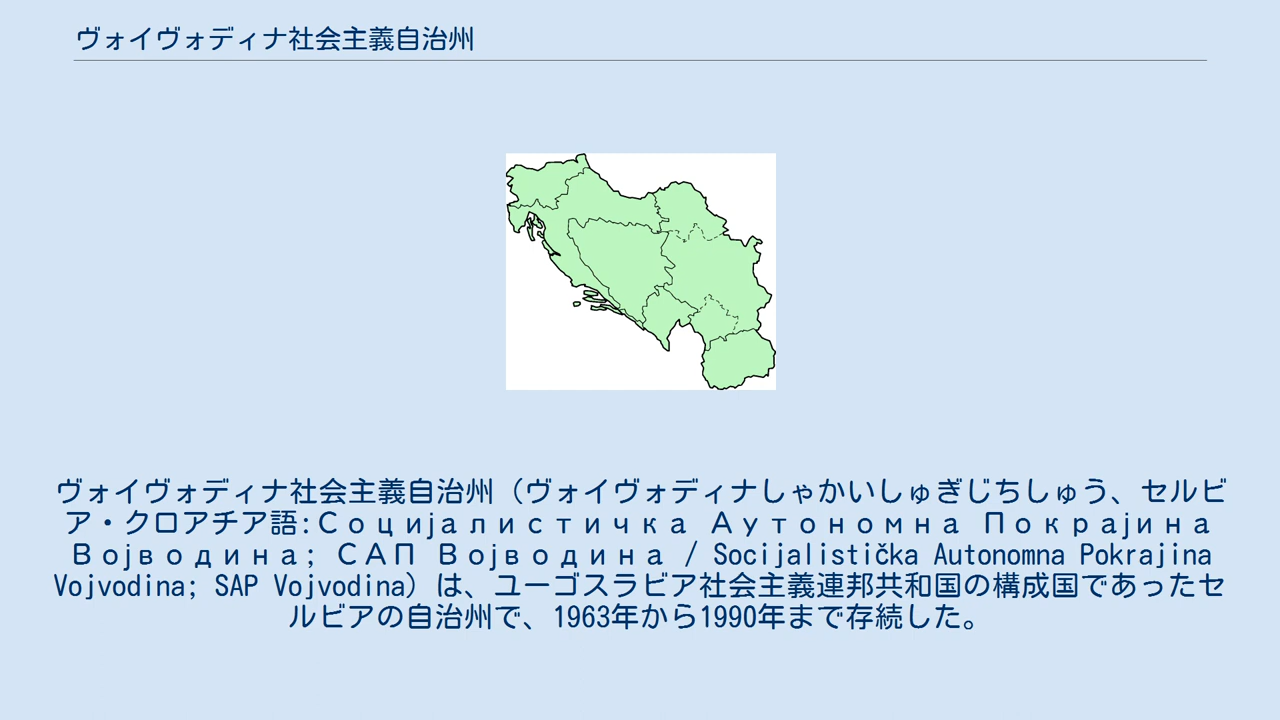 ヴォイヴォディナ社会主義自治州
ヴォイヴォディナ社会主義自治州（ヴォイヴォディナしゃかいしゅぎじちしゅう、セルビ
ア・クロアチア語:Социјалистичка Аутономна Покрајина
Војводина; САП Војводина / Socijalistička Autonomna Pokrajina
Vojvodina; SAP Vojvodina）は、ユーゴスラビア社会主義連邦共和国の構成国であったセ
ルビアの自治州で、1963年から1990年まで存続した。